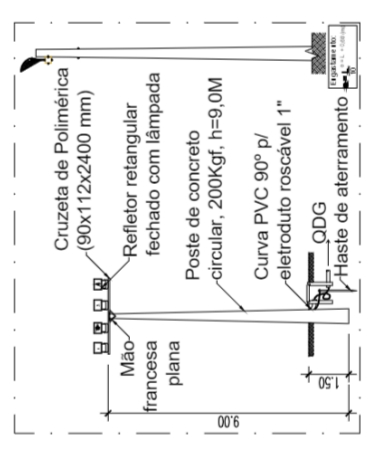 Cruzeta de Polimérica
(90x112x2400 mm)
Refletor retangular
fechado com lâmpada
Mão-
francesa
plana
Poste de concreto
circular, 200Kgf, h=9,0M
Curva PVC 90º p/
eletroduto roscável 1"
QDG
Haste de aterramento
9.00
1.50
Engastamento: